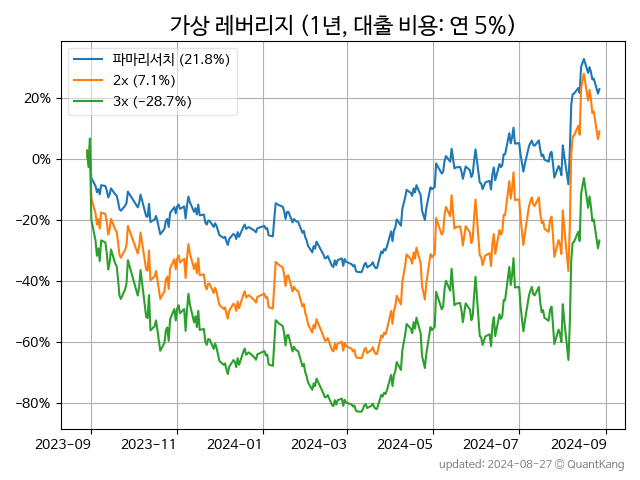 가상 레버리지 (1년, 대출 비용: 연 5%)
파마리서치 (21.8%)
2x (7.1%)
3x (−28.7%)
20%
0%
−20%
−40%
−60%
−80%
2023−09 2023−11 2024−01 2024−03 2024−05 2024−07 2024−09
updated: 2024-08-27 © QuantKang